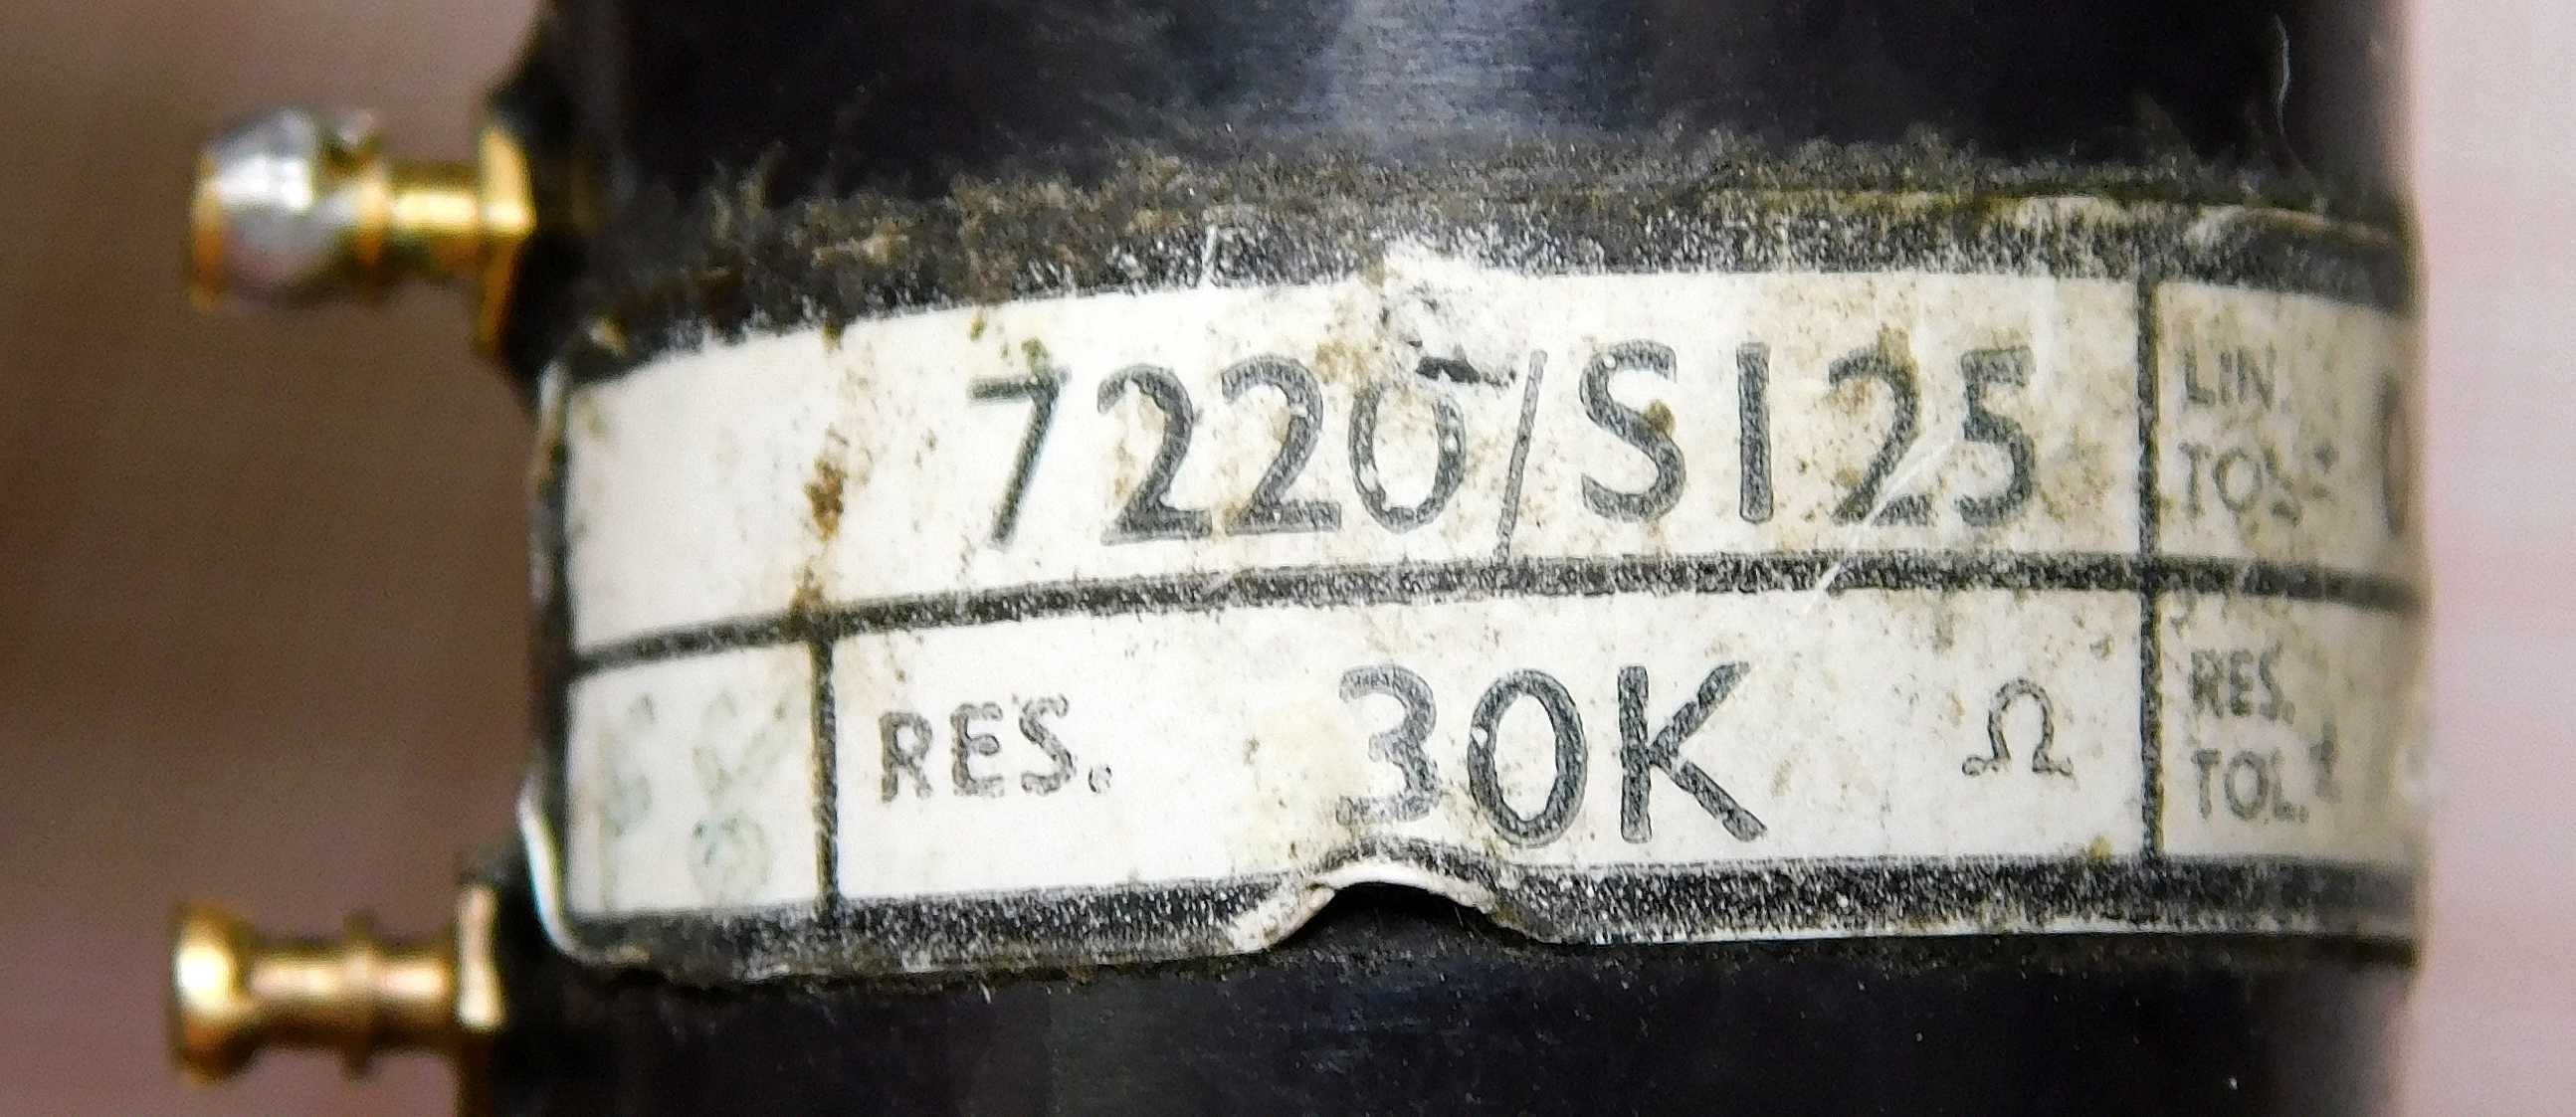 7220/S125
LIN.
TOL.±
RES. 30K Ω
RES.
TOL.±